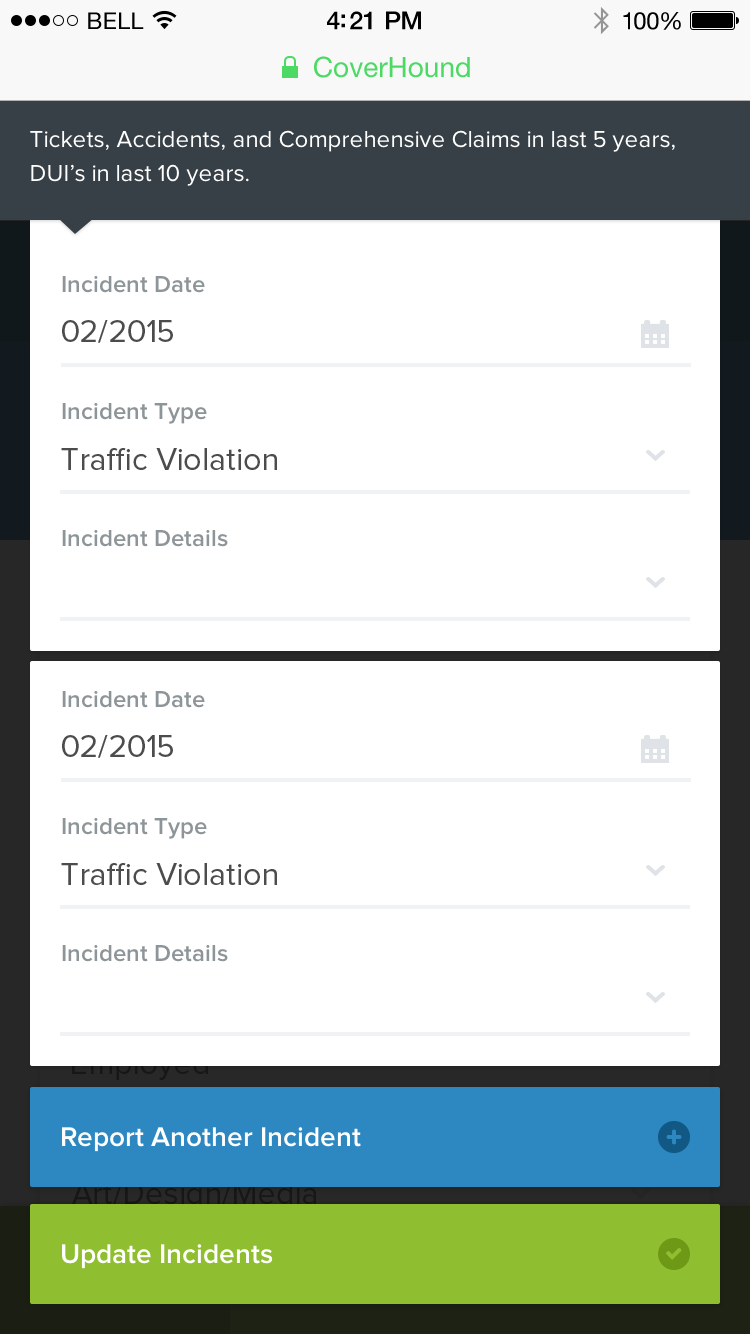 BELL 4:21 PM 100%
CoverHound
Tickets, Accidents, and Comprehensive Claims in last 5 years,
DUI’s in last 10 years.
Incident Date
02/2015
Incident Type
Traffic Violation
Incident Details
Incident Date
02/2015
Incident Type
Traffic Violation
Incident Details
Employed
Report Another Incident
Art/Design/Media
Update Incidents